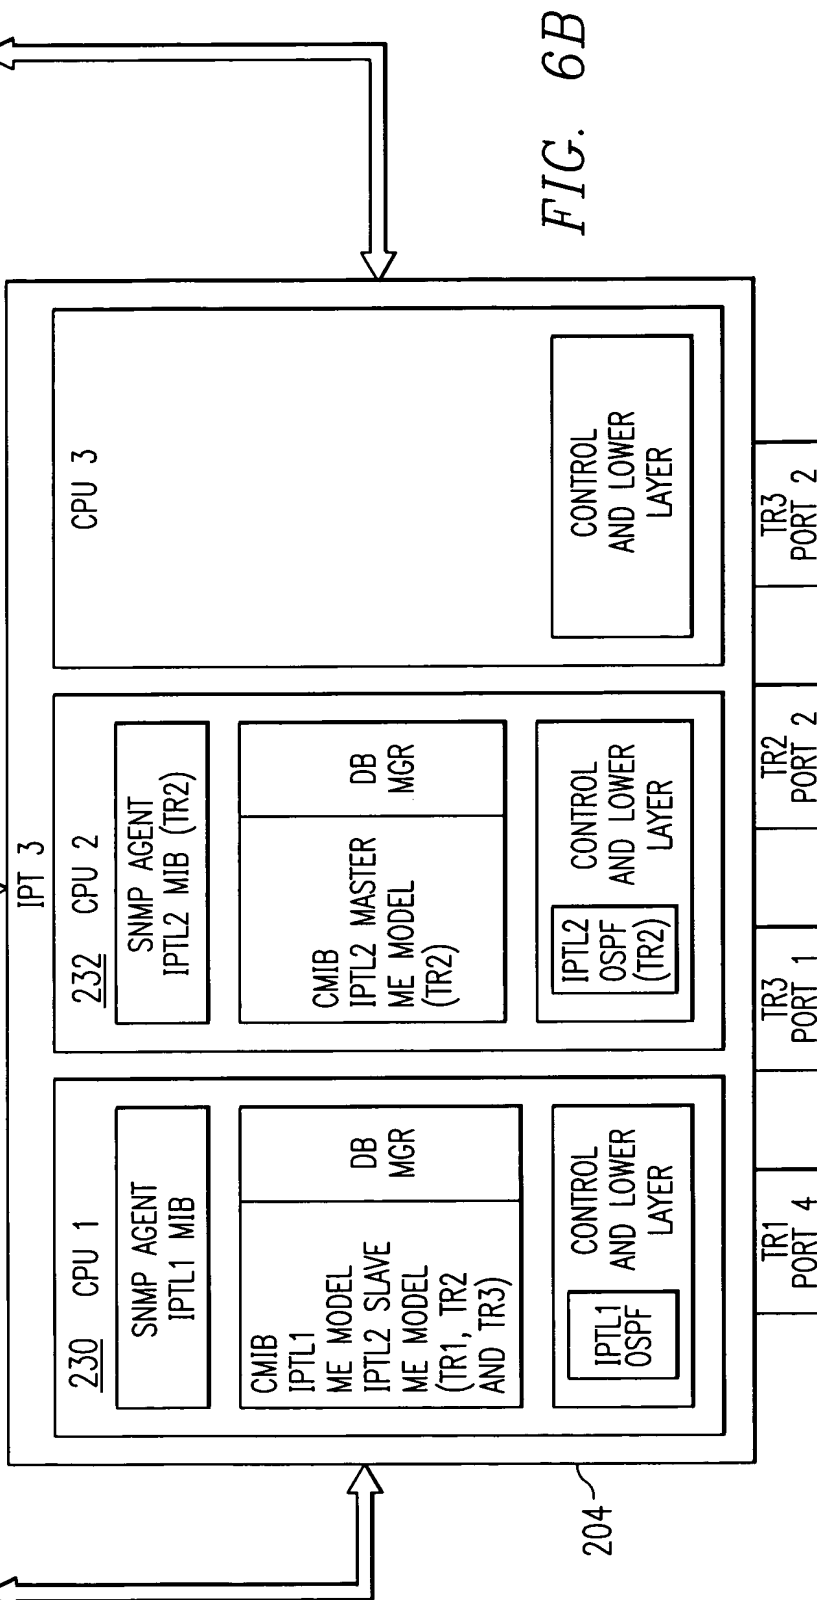 IPT 3
230 CPU 1
SNMP AGENT
IPTL1 MIB
CMIB
IPTL1
ME MODEL
IPTL2 SLAVE
ME MODEL
(TR1, TR2
AND TR3)
DB
MGR
IPTL1
OSPF
CONTROL
AND LOWER
LAYER
232 CPU 2
SNMP AGENT
IPTL2 MIB (TR2)
CMIB
IPTL2 MASTER
ME MODEL
(TR2)
DB
MGR
IPTL2
OSPF
(TR2)
CONTROL
AND LOWER
LAYER
CPU 3
CONTROL
AND LOWER
LAYER
204
TR1
PORT 4
TR3
PORT 1
TR2
PORT 2
TR3
PORT 2
FIG. 6B